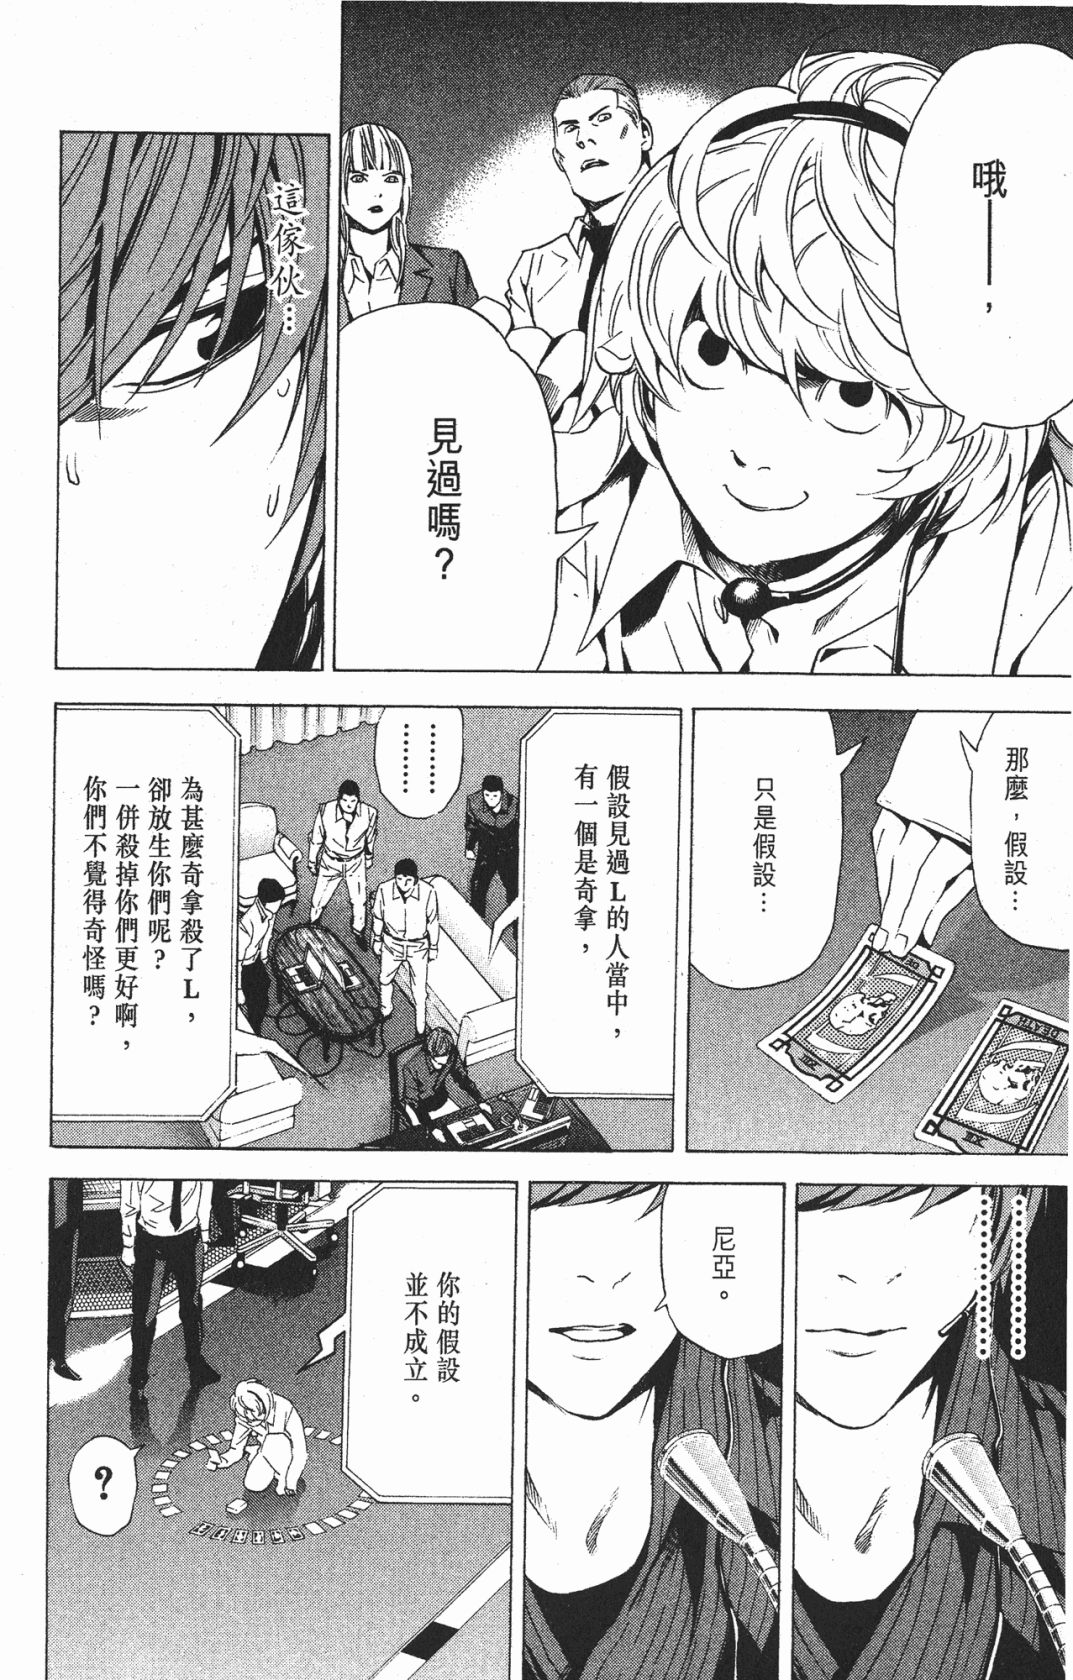 哦——，
見過嗎？
這傢伙…
那麼，假設…
只是假設…
假設見過L的人當中，
有一個是奇拿，
………
………
為甚麼奇拿殺了L，
卻放生你們呢？
一併殺掉你們更好啊，
你們不覺得奇怪嗎？
DEATH
XIII
XIII
………………
………………
尼亞。
你的假設
並不成立。
？